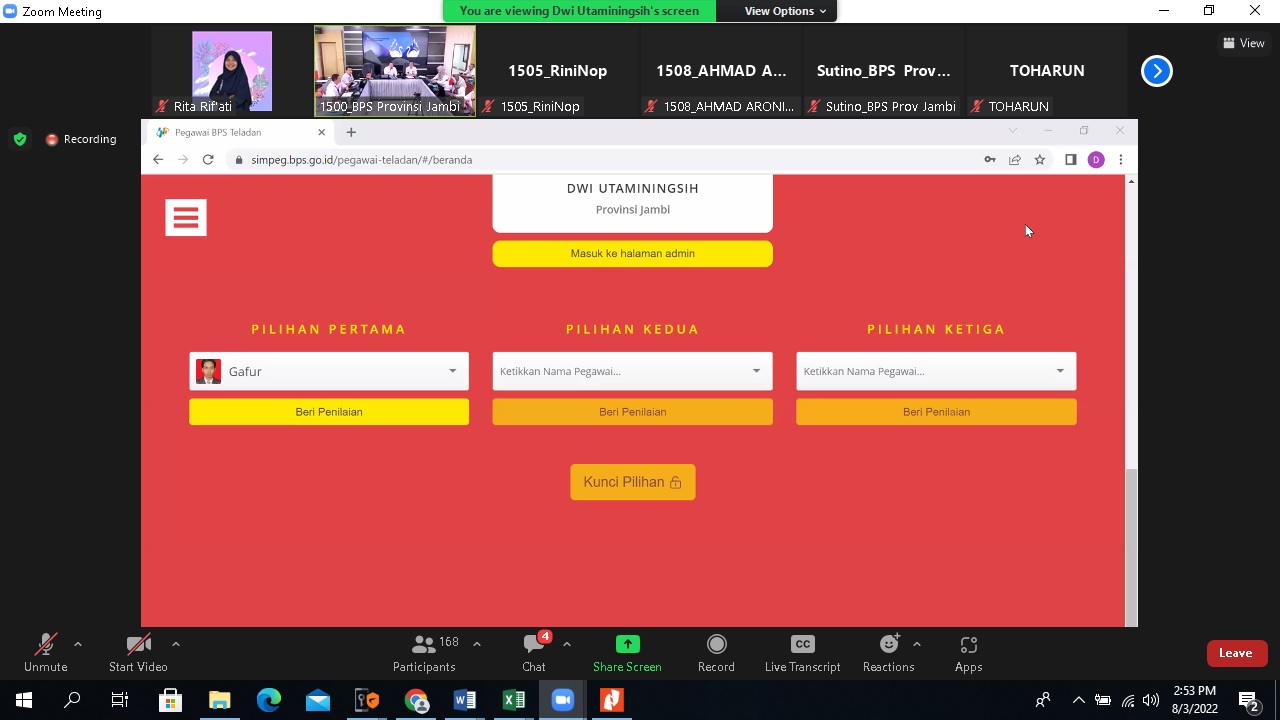 Zoom Meeting
You are viewing Dwi Utaminingsih's screen
View Options
View
Rita Rif'ati
1500_BPS Provinsi Jambi
1505_RiniNop
1505_RiniNop
1508_AHMAD A...
1508_AHMAD ARONI...
Sutino_BPS Prov...
Sutino_BPS Prov Jambi
TOHARUN
TOHARUN
Recording
Pegawai BPS Teladan
simpeg.bps.go.id/pegawai-teladan/#/beranda
D
DWI UTAMININGSIH
Provinsi Jambi
Masuk ke halaman admin
PILIHAN PERTAMA
PILIHAN KEDUA
PILIHAN KETIGA
Gafur
Ketikkan Nama Pegawai...
Ketikkan Nama Pegawai...
Beri Penilaian
Beri Penilaian
Beri Penilaian
Kunci Pilihan
Unmute
Start Video
168
Participants
4
Chat
Share Screen
Record
CC
Live Transcript
Reactions
Apps
Leave
2:53 PM
8/3/2022
2